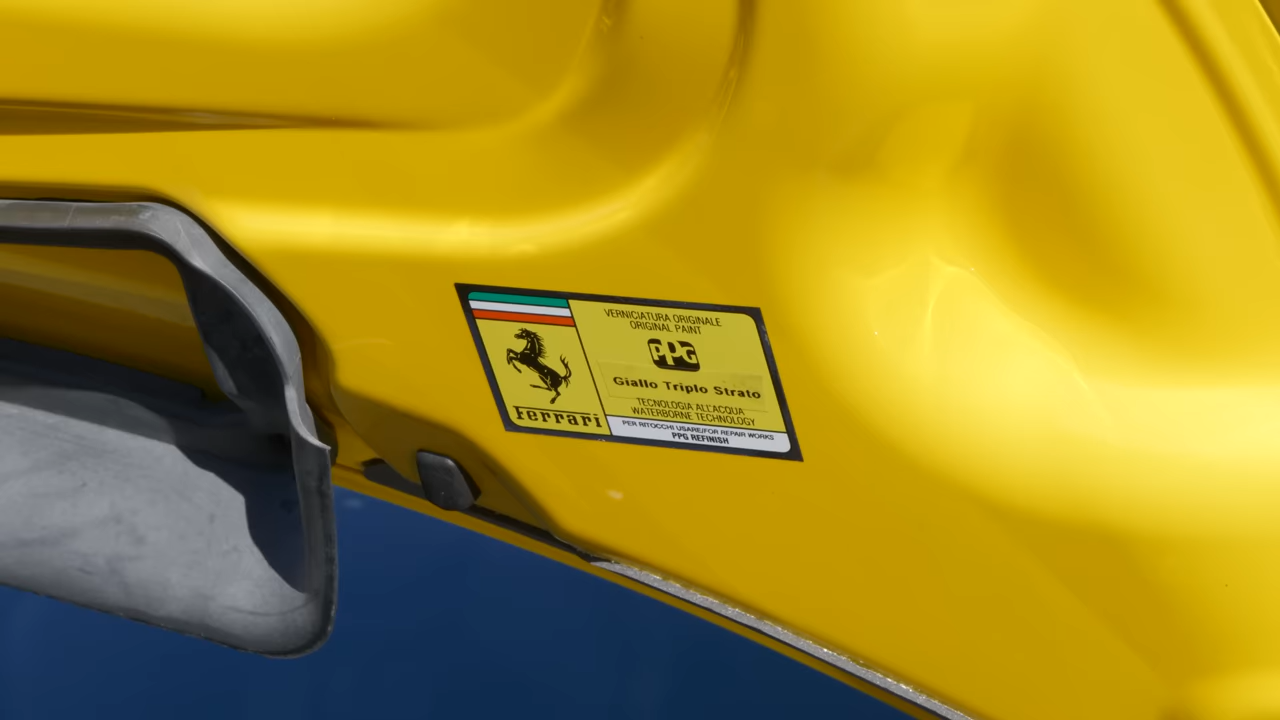 VERNICIATURA ORIGINALE
ORIGINAL PAINT
PPG
Giallo Triplo Strato
TECNOLOGIA ALL'ACQUA
WATERBORNE TECHNOLOGY
PER RITOCCHI USARE/FOR REPAIR WORKS
PPG REFINISH
Ferrari